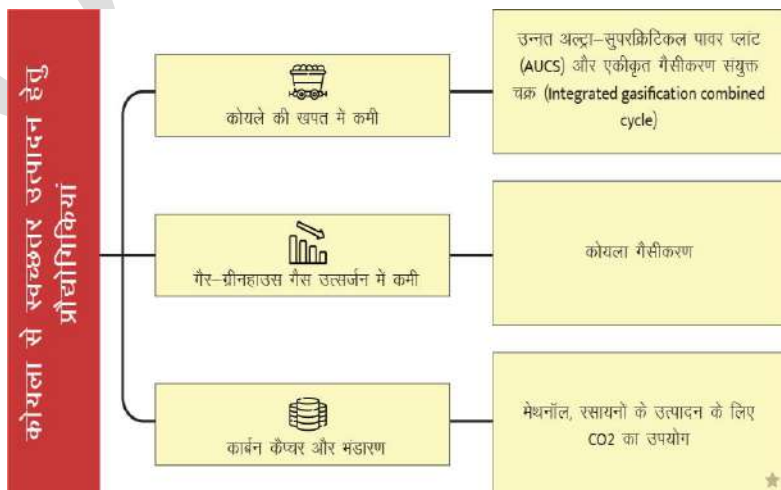 कोयला से स्वच्छतर उत्पादन हेतु
प्रौद्योगिकियां
कोयले की खपत में कमी
उन्नत अल्ट्रा-सुपरक्रिटिकल पावर प्लांट
(AUCS) और एकीकृत गैसीकरण संयुक्त
चक्र (Integrated gasification combined
cycle)
गैर-ग्रीनहाउस गैस उत्सर्जन में कमी
कोयला गैसीकरण
कार्बन कैप्चर और भंडारण
मेथनॉल, रसायनों के उत्पादन के लिए
CO2 का उपयोग